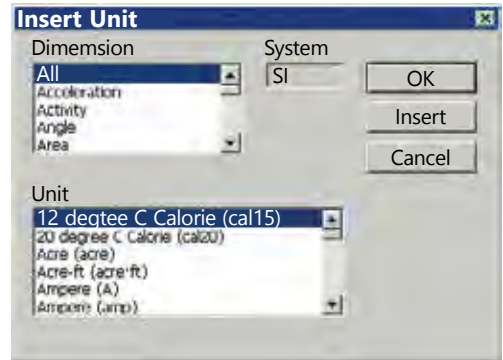 Insert Unit
Dimemsion
System
All
SI
OK
Acceleration
Activity
Insert
Angle
Area
Cancel
Unit
12 deqtee C Calorie (cal15)
20 degree C Calorie (cal20)
Acre (acre)
Acre-ft (acre·ft)
Ampere (A)
Ampere (amp)